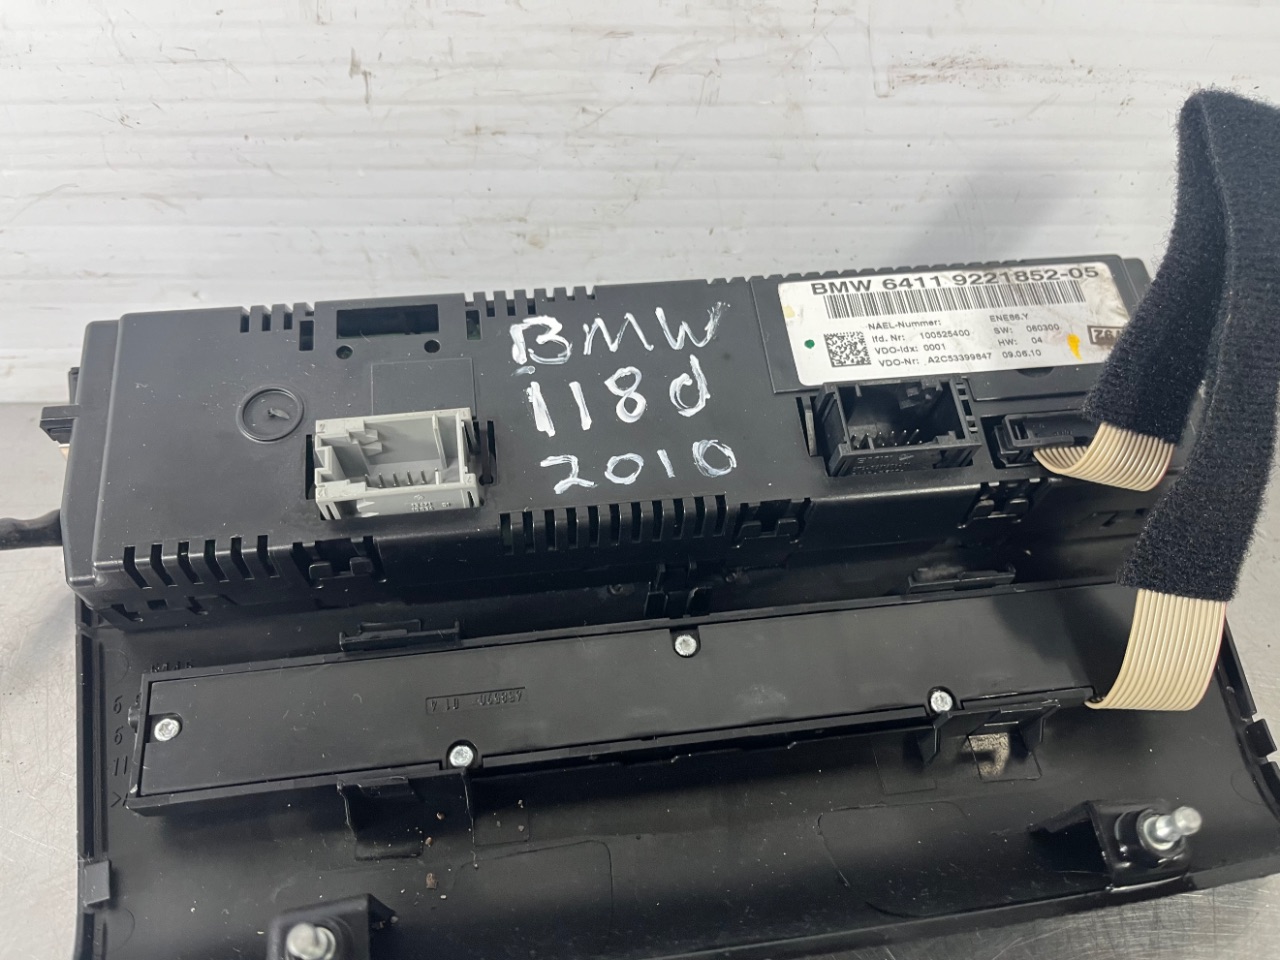 BMW 6411 9221852-05
NAEL-Nummer: ENE86.Y
lfd. Nr: 100525400 SW: 060300
VDO-Idx: 0001 HW: 04
VDO-Nr: A2C53399847 09.06.10
BMW
118d
2010